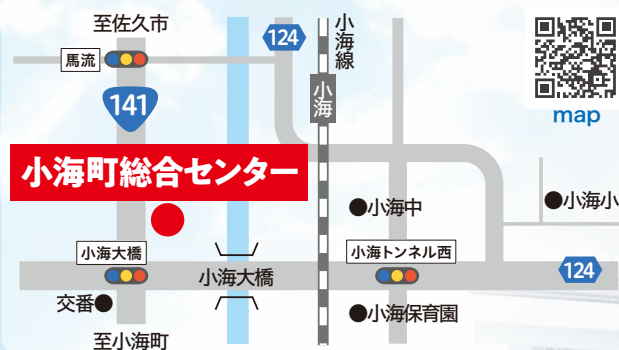 至佐久市
124
小海線
馬流
141
小海
map
小海町総合センター
小海中
小海小
小海大橋
小海トンネル西
小海大橋
124
交番
小海保育園
至小海町